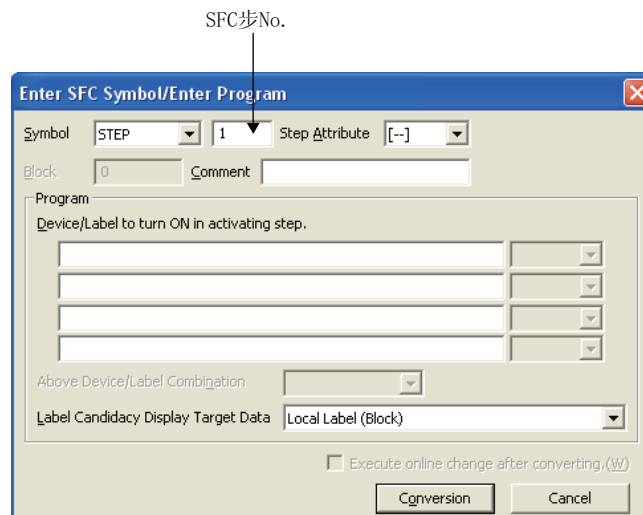 SFC步No.
Enter SFC Symbol/Enter Program
Symbol STEP 1 Step Attribute [--]
Block 0 Comment
Program
Device/Label to turn ON in activating step.
Above Device/Label Combination
Label Candidacy Display Target Data Local Label (Block)
Execute online change after converting.(W)
Conversion Cancel